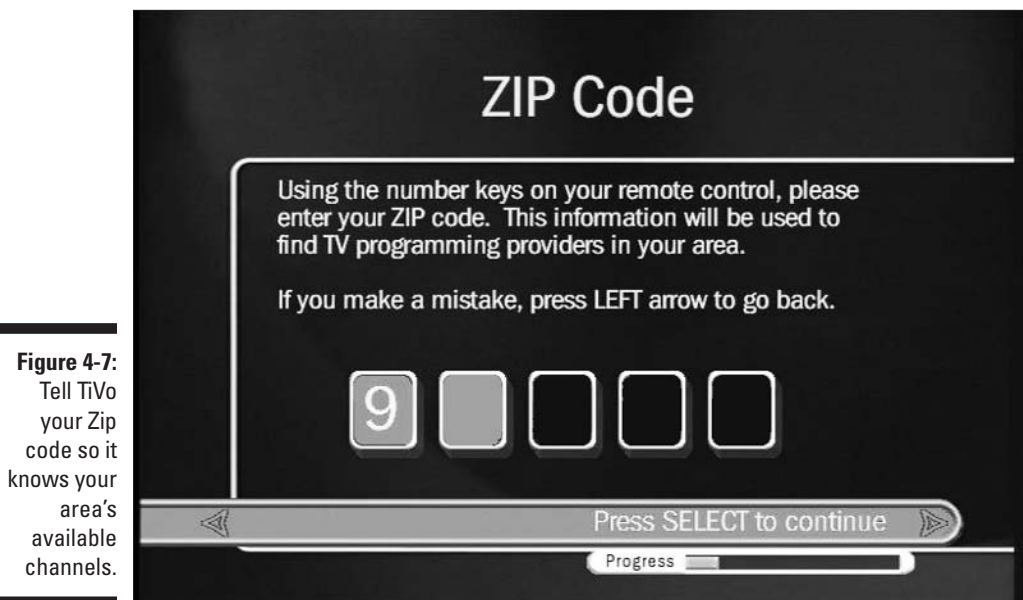 ZIP Code
Using the number keys on your remote control, please
enter your ZIP code. This information will be used to
find TV programming providers in your area.
If you make a mistake, press LEFT arrow to go back.
9
Press SELECT to continue
Progress
Figure 4-7:
Tell TiVo
your Zip
code so it
knows your
area's
available
channels.